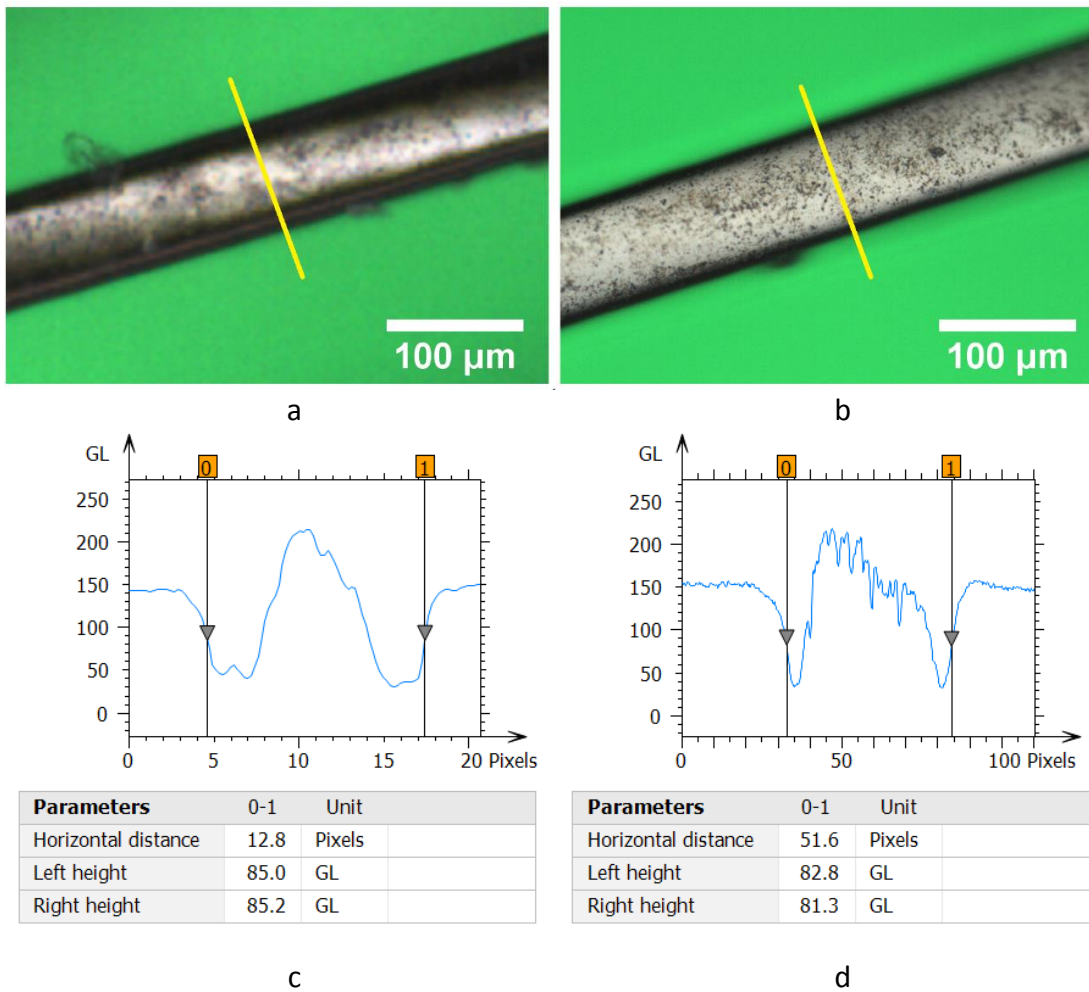 100 µm
100 µm
a
b
GL
0
1
250
200
150
100
50
0
0
5
10
15
20 Pixels
Parameters 0-1 Unit
Horizontal distance 12.8 Pixels
Left height 85.0 GL
Right height 85.2 GL
c
GL
0
1
250
200
150
100
50
0
0
50
100 Pixels
Parameters 0-1 Unit
Horizontal distance 51.6 Pixels
Left height 82.8 GL
Right height 81.3 GL
d